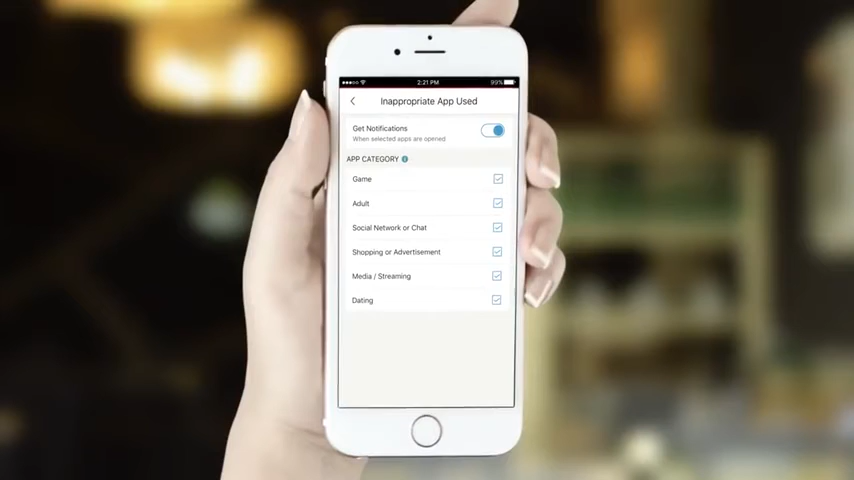 2:21 PM 99%
Inappropriate App Used
Get Notifications
When selected apps are opened
APP CATEGORY
Game
Adult
Social Network or Chat
Shopping or Advertisement
Media / Streaming
Dating